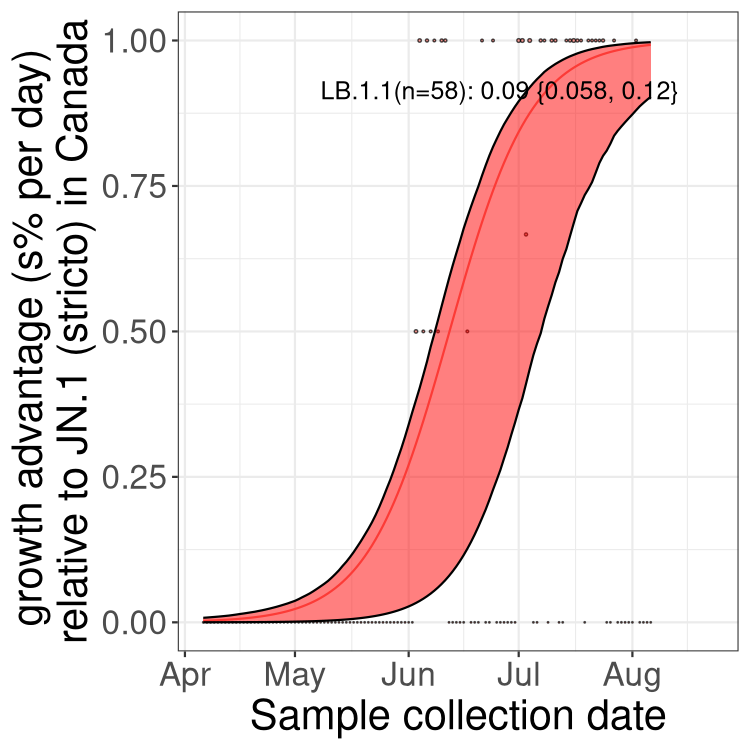 growth advantage (s% per day)
relative to JN.1 (stricto) in Canada
1.00
0.75
0.50
0.25
0.00
LB.1.1(n=58): 0.09 {0.058, 0.12}
Apr May Jun Jul Aug
Sample collection date